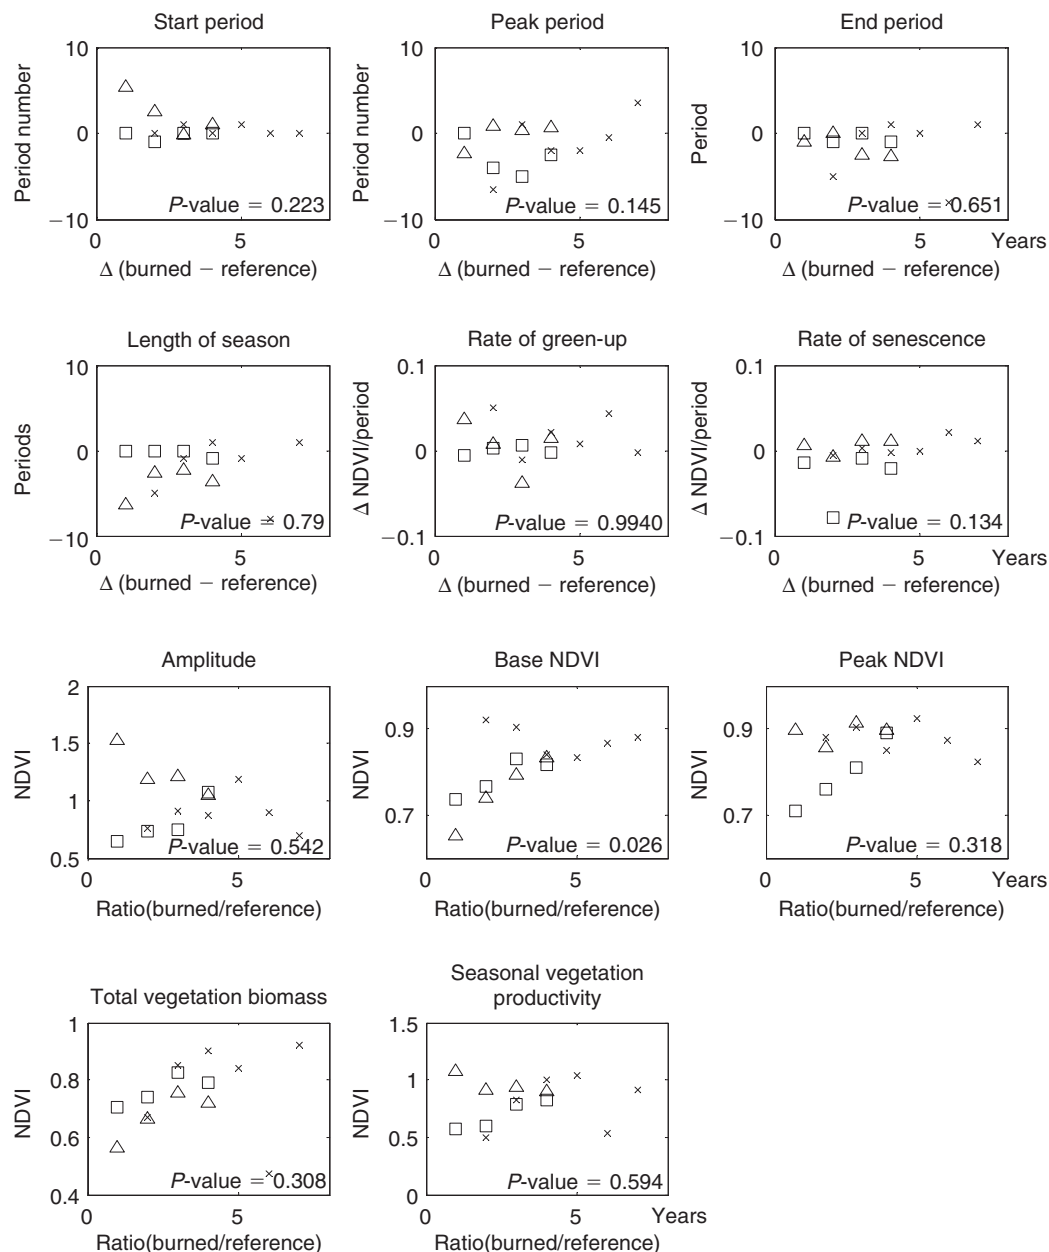 Start period
Peak period
End period
10
10
10
Period number
Period number
Period
0
0
0
P-value = 0.223
P-value = 0.145
P-value = 0.651
−10
−10
−10
0
5
0
5
0
5
Years
Δ (burned − reference)
Δ (burned − reference)
Δ (burned − reference)
Length of season
Rate of green-up
Rate of senescence
10
0.1
0.1
Periods
Δ NDVI/period
Δ NDVI/period
0
0
0
P-value = 0.79
P-value = 0.9940
P-value = 0.134
−10
−0.1
−0.1
0
5
0
5
0
5
Years
Δ (burned − reference)
Δ (burned − reference)
Δ (burned − reference)
Amplitude
Base NDVI
Peak NDVI
2
1.5
1
0.5
0.9
0.7
0.9
0.7
NDVI
NDVI
NDVI
P-value = 0.542
P-value = 0.026
P-value = 0.318
0
5
0
5
0
5
Years
Ratio(burned/reference)
Ratio(burned/reference)
Ratio(burned/reference)
Total vegetation biomass
Seasonal vegetation
productivity
1
0.8
0.6
0.4
1.5
1
0.5
0
NDVI
NDVI
P-value = 0.308
P-value = 0.594
0
5
0
5
Years
Ratio(burned/reference)
Ratio(burned/reference)